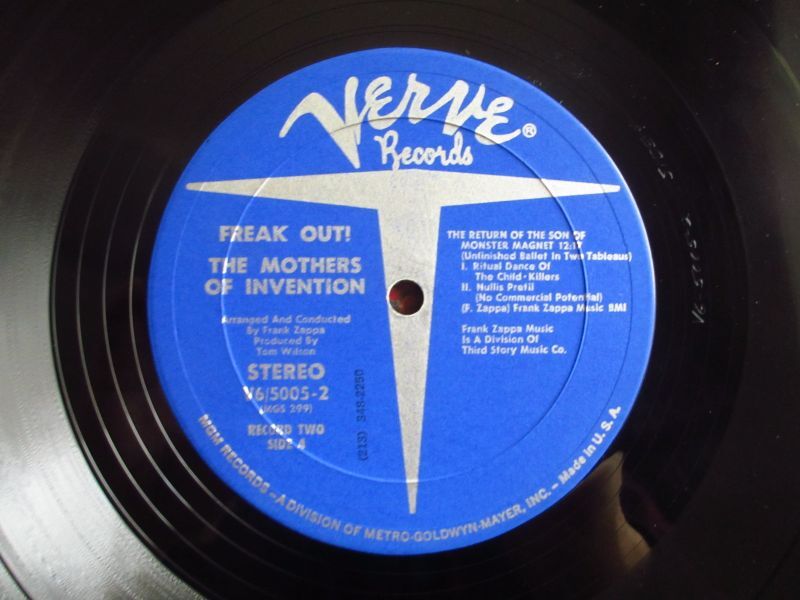 Verve®
Records
FREAK OUT!
THE MOTHERS
OF INVENTION
Arranged And Conducted
By Frank Zappa
Produced By
Tom Wilson
STEREO
V6/5005-2
(MGS 299)
RECORD TWO
SIDE 4
(213) 348-2250
THE RETURN OF THE SON OF
MONSTER MAGNET 12:17
(Unfinished Ballet In Two Tableaus)
I. Ritual Dance Of
The Child-Killers
II. Nullis Pretii
(No Commercial Potential)
(F. Zappa) Frank Zappa Music BMI
Frank Zappa Music
Is A Division Of
Third Story Music Co.
MGM RECORDS – A DIVISION OF METRO-GOLDWYN-MAYER, INC. – Made in U.S.A.